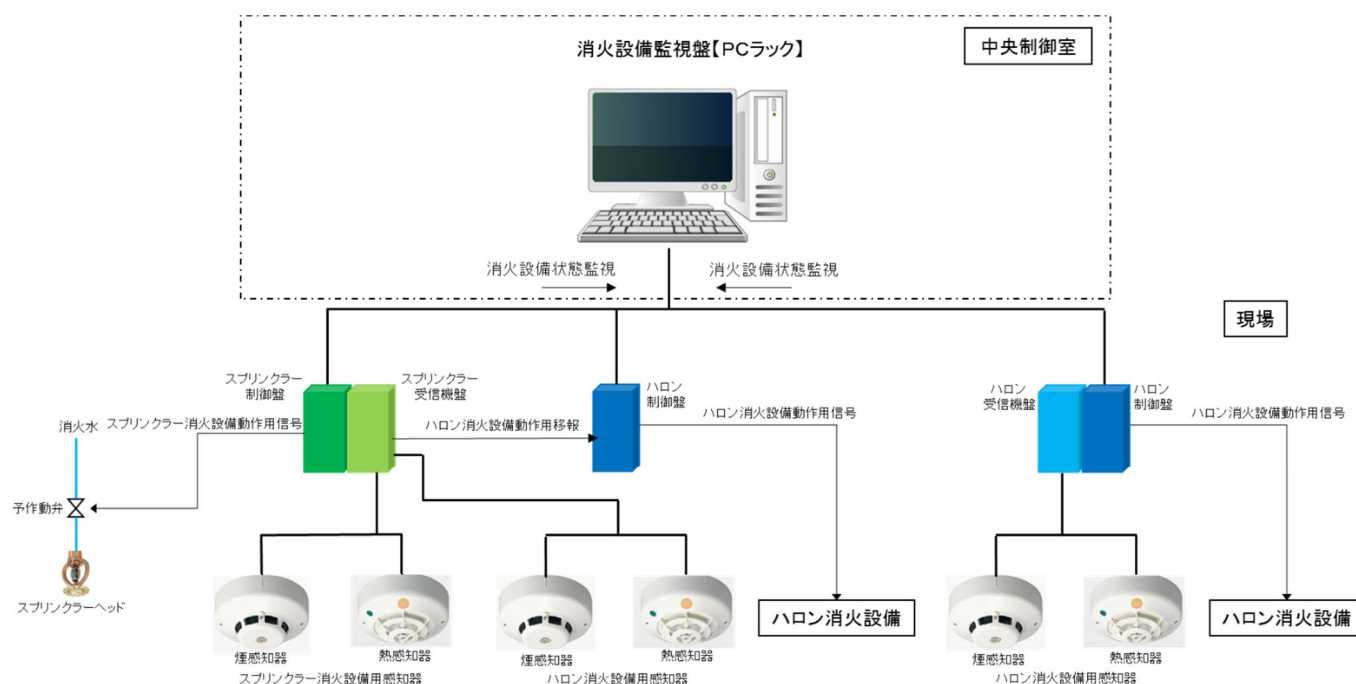 消火設備監視盤【PCラック】
中央制御室
消火設備状態監視
消火設備状態監視
現場
スプリンクラー
制御盤
スプリンクラー
受信機盤
ハロン
制御盤
ハロン
受信機盤
ハロン
制御盤
消火水
スプリンクラー消火設備動作用信号
ハロン消火設備動作用移報
ハロン消火設備動作用信号
ハロン消火設備動作用信号
予作動弁
スプリンクラーヘッド
煙感知器
熱感知器
スプリンクラー消火設備用感知器
煙感知器
熱感知器
ハロン消火設備用感知器
ハロン消火設備
煙感知器
熱感知器
ハロン消火設備用感知器
ハロン消火設備